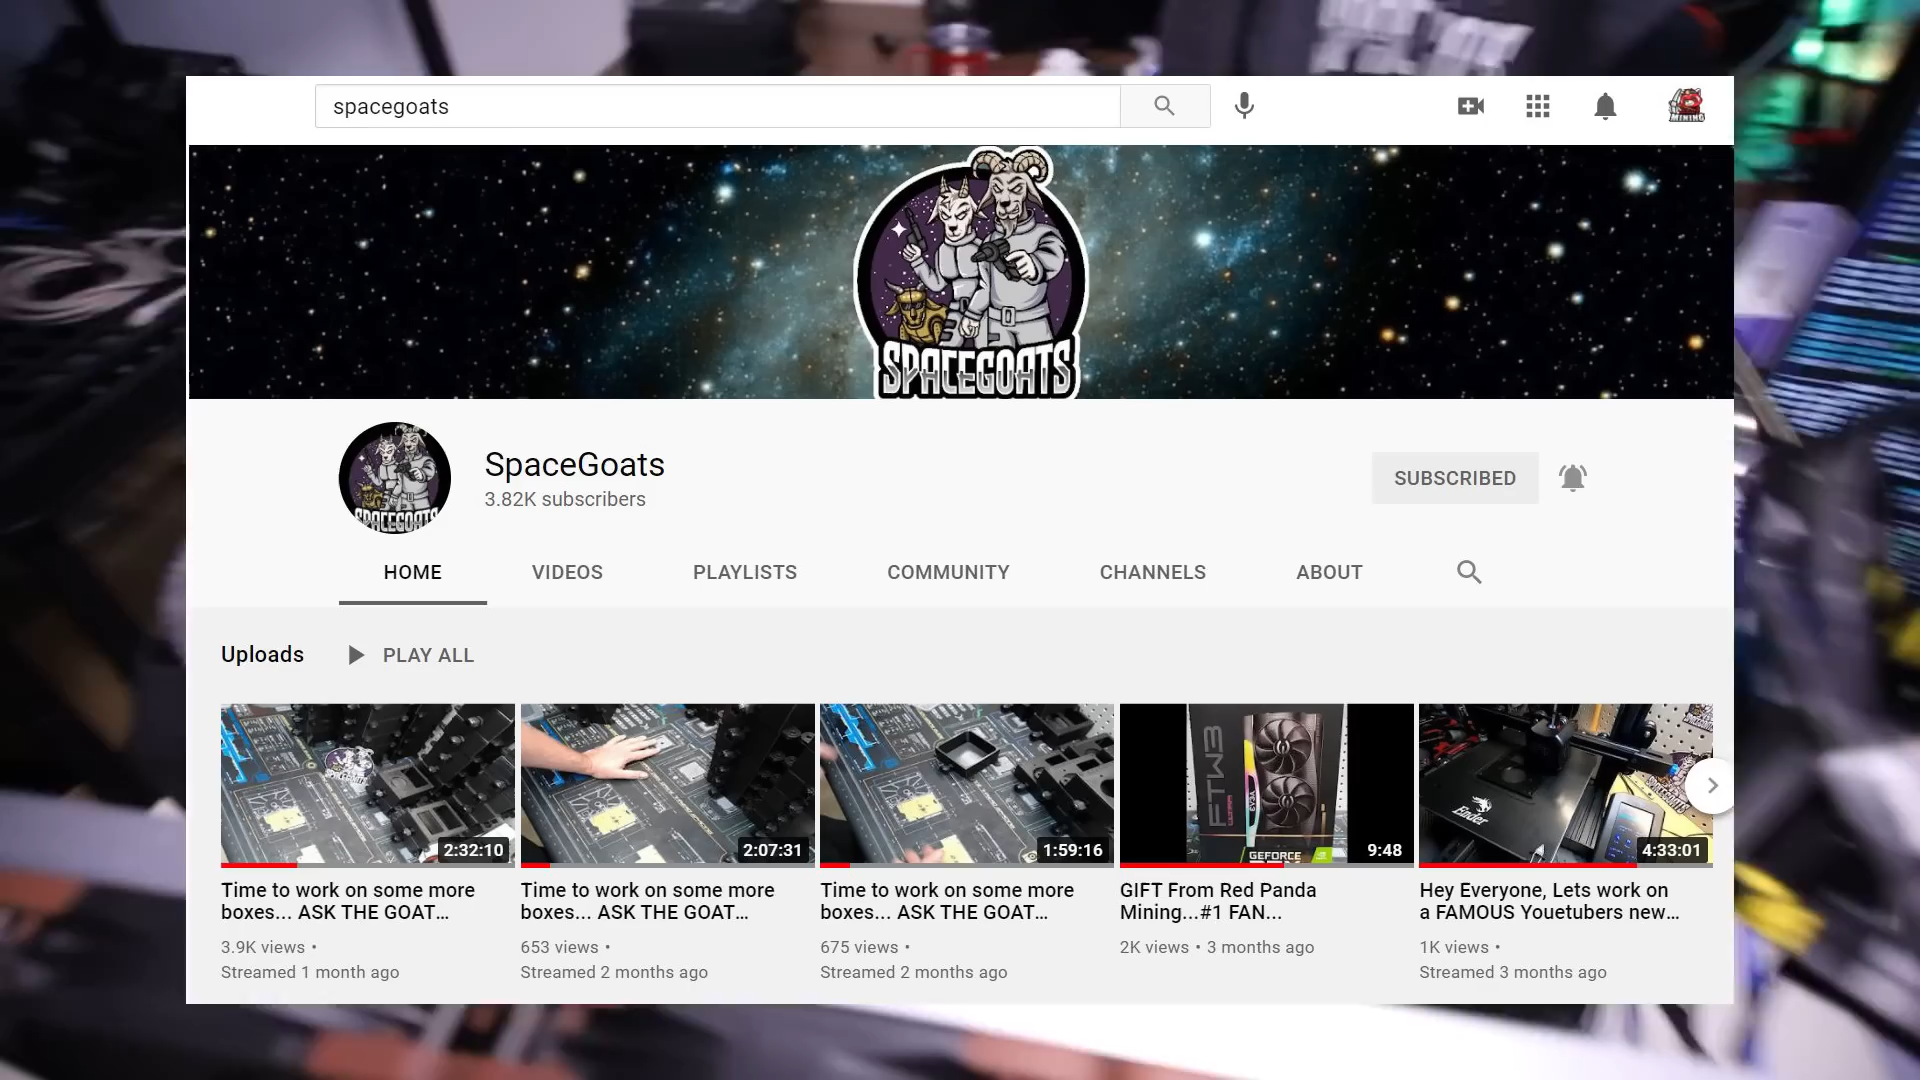 spacegoats
MINING
SPACEGOATS
SPACEGOATS
SpaceGoats
3.82K subscribers
SUBSCRIBED
HOME
VIDEOS
PLAYLISTS
COMMUNITY
CHANNELS
ABOUT
Uploads
PLAY ALL
SPACEGOATS
2:32:10
2:07:31
1:59:16
FTW3
GEFORCE
9:48
Ender
4:33:01
Time to work on some more
boxes... ASK THE GOAT...
3.9K views •
Streamed 1 month ago
Time to work on some more
boxes... ASK THE GOAT...
653 views •
Streamed 2 months ago
Time to work on some more
boxes... ASK THE GOAT...
675 views •
Streamed 2 months ago
GIFT From Red Panda
Mining...#1 FAN...
2K views • 3 months ago
Hey Everyone, Lets work on
a FAMOUS Youetubers new...
1K views •
Streamed 3 months ago